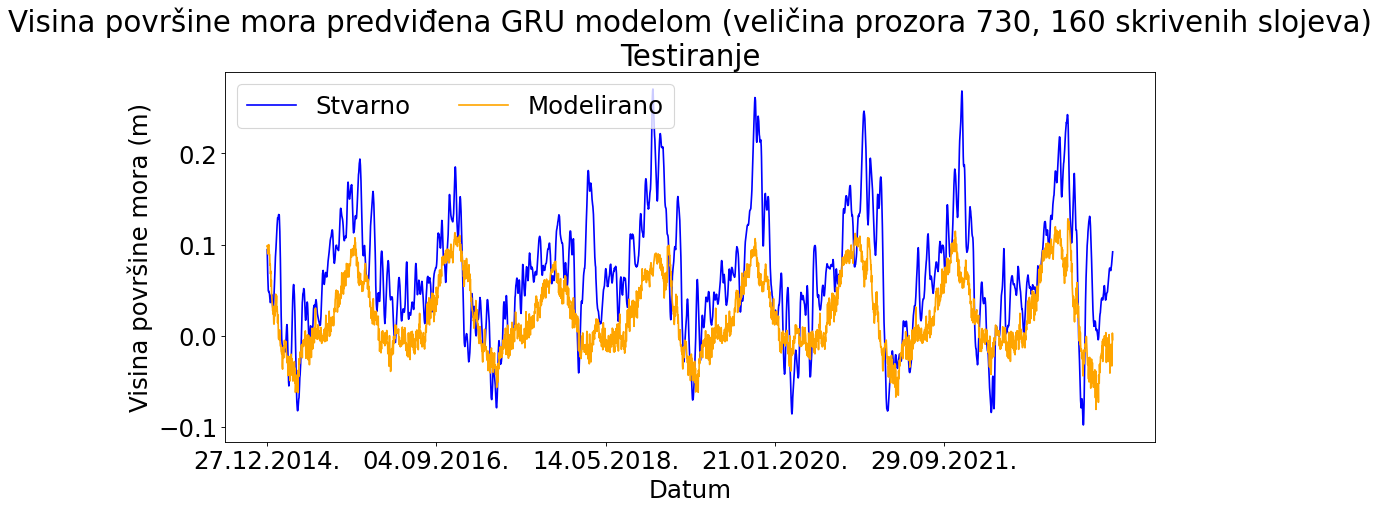 Visina površine mora predviđena GRU modelom (veličina prozora 730, 160 skrivenih slojeva)
Testiranje
Stvarno
Modelirano
Visina površine mora (m)
0.2
0.1
0.0
−0.1
27.12.2014.
04.09.2016.
14.05.2018.
21.01.2020.
29.09.2021.
Datum